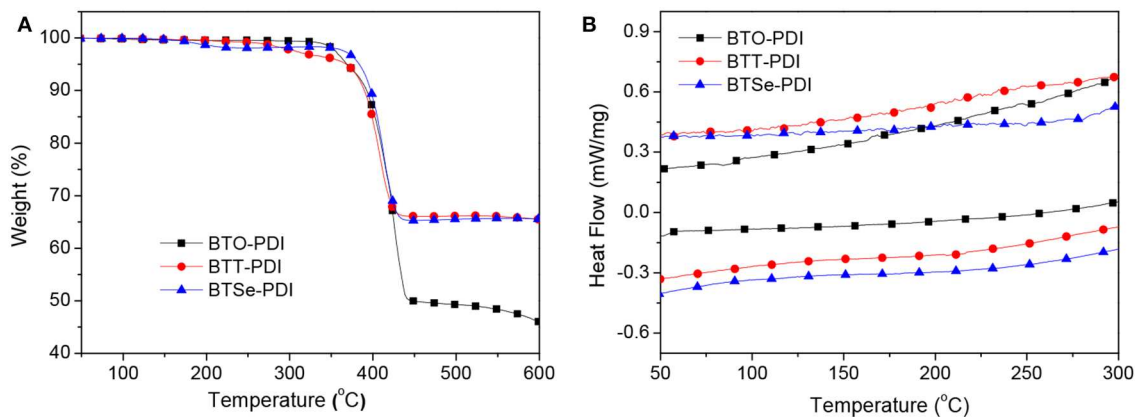 A
Weight (%)
100
90
80
70
60
50
40
BTO-PDI
BTT-PDI
BTSe-PDI
100 200 300 400 500 600
Temperature (°C)
B
Heat Flow (mW/mg)
0.9
0.6
0.3
0.0
-0.3
-0.6
BTO-PDI
BTT-PDI
BTSe-PDI
50 100 150 200 250 300
Temperature (°C)